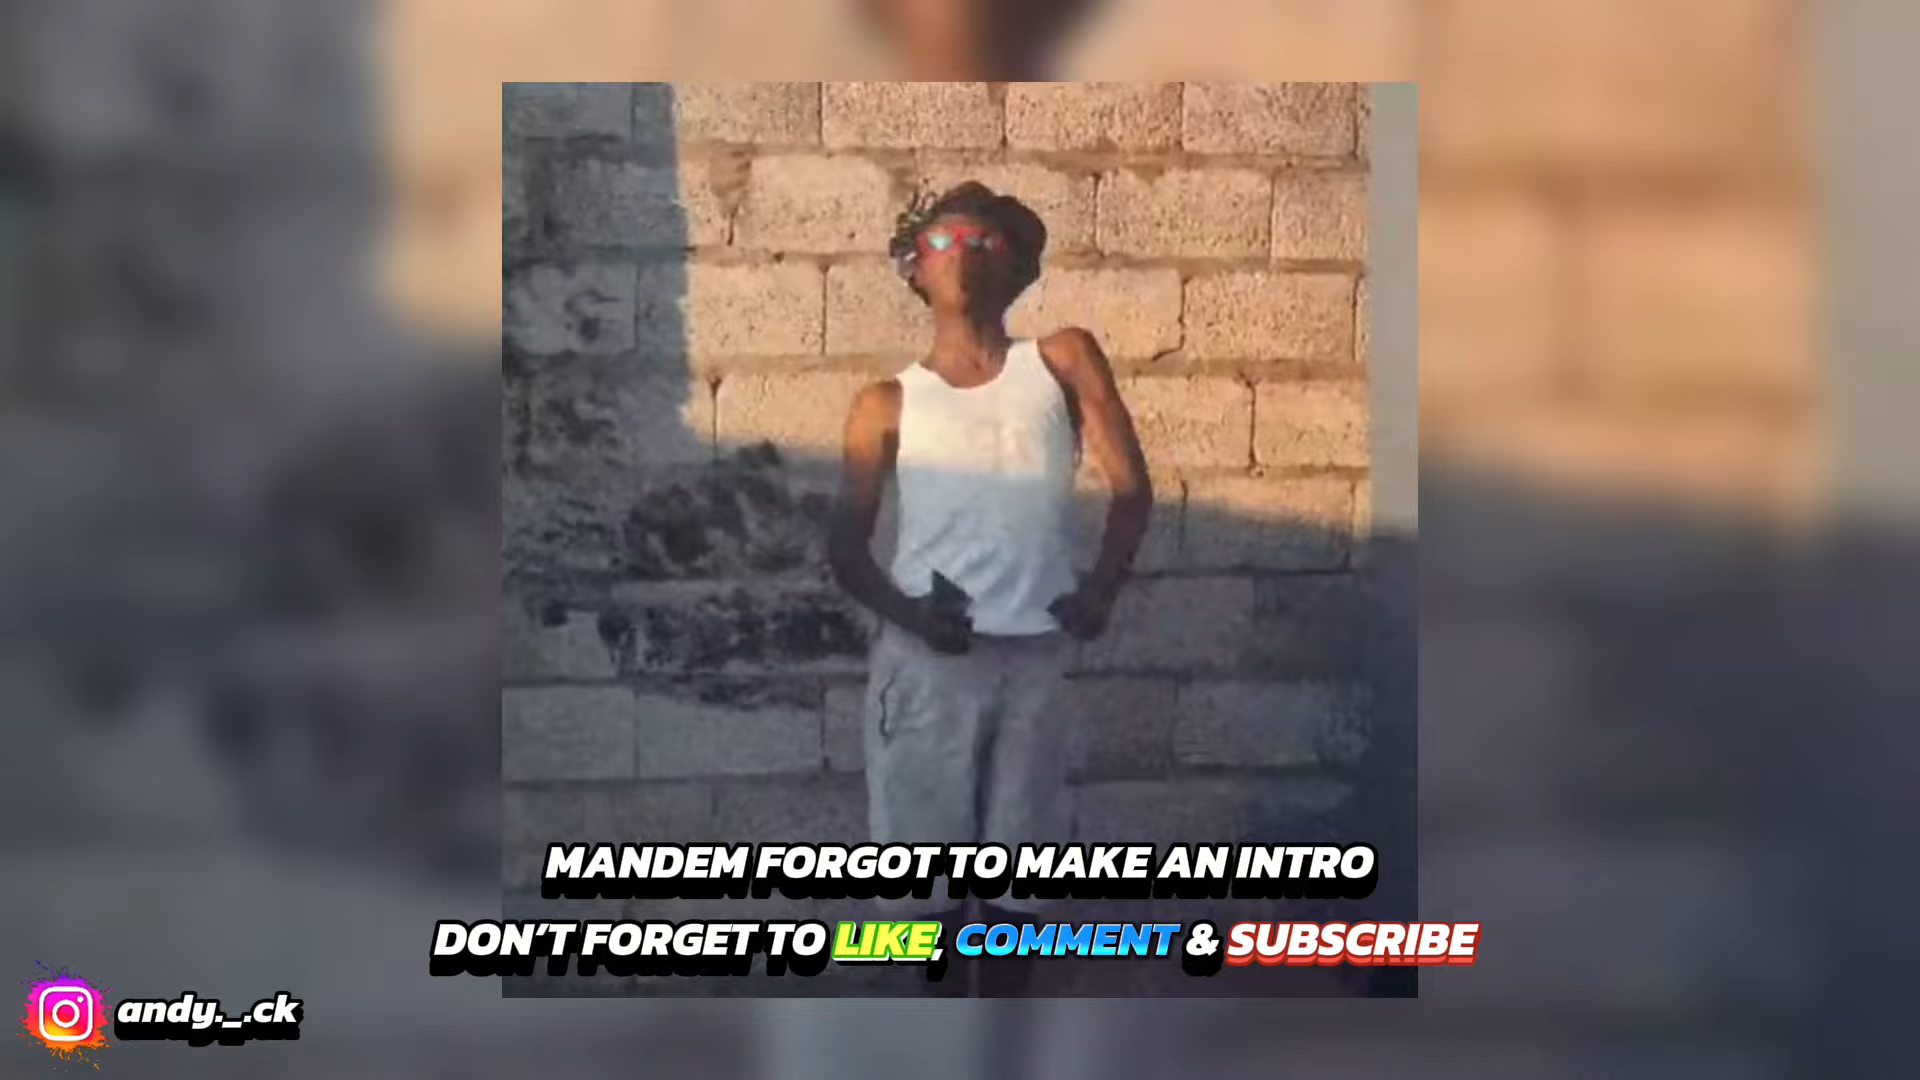 MANDEM FORGOT TO MAKE AN INTRO
DON'T FORGET TO LIKE, COMMENT & SUBSCRIBE
andy._.ck